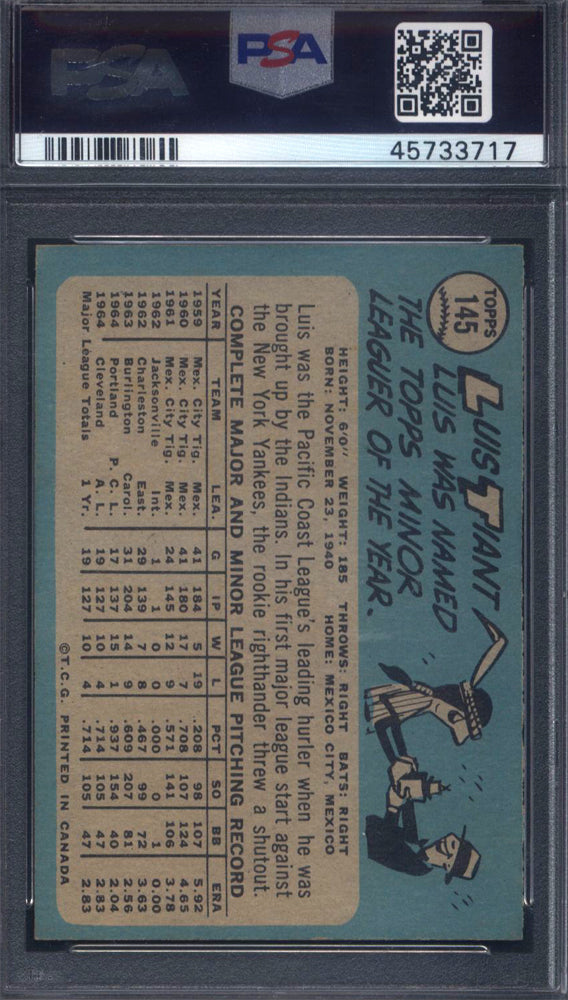 PSA
PSA
45733717
TOPPS
145
LUIS TIANT
LUIS WAS NAMED
THE TOPPS MINOR
LEAGUER OF THE YEAR.
HEIGHT: 6'0" WEIGHT: 185 THROWS: RIGHT BATS: RIGHT
BORN: NOVEMBER 23, 1940 HOME: MEXICO CITY, MEXICO
Luis was the Pacific Coast League's leading hurler when he was
brought up by the Indians. In his first major league start against
the New York Yankees, the rookie righthander threw a shutout.
COMPLETE MAJOR AND MINOR LEAGUE PITCHING RECORD
YEAR TEAM LEA. G IP W L PCT SO BB ERA
1959 Mex. City Tig. Mex. 41 184 5 19 .208 98 107 5.92
1960 Mex. City Tig. Mex. 41 180 17 7 .708 107 124 4.65
1961 Mex. City Tig. Mex. 24 145 12 9 .571 141 106 3.78
1962 Jacksonville Int. 1 1 0 0 .000 0 1 0.00
1962 Charleston East. 29 139 7 8 .467 99 72 3.63
1963 Burlington Carol. 31 204 14 9 .609 207 81 2.56
1964 Portland P. C. L. 17 137 15 1 .937 154 40 2.04
1964 Cleveland A. L. 19 127 10 4 .714 105 47 2.83
Major League Totals 1 Yr. 19 127 10 4 .714 105 47 2.83
©T.C.G. PRINTED IN CANADA